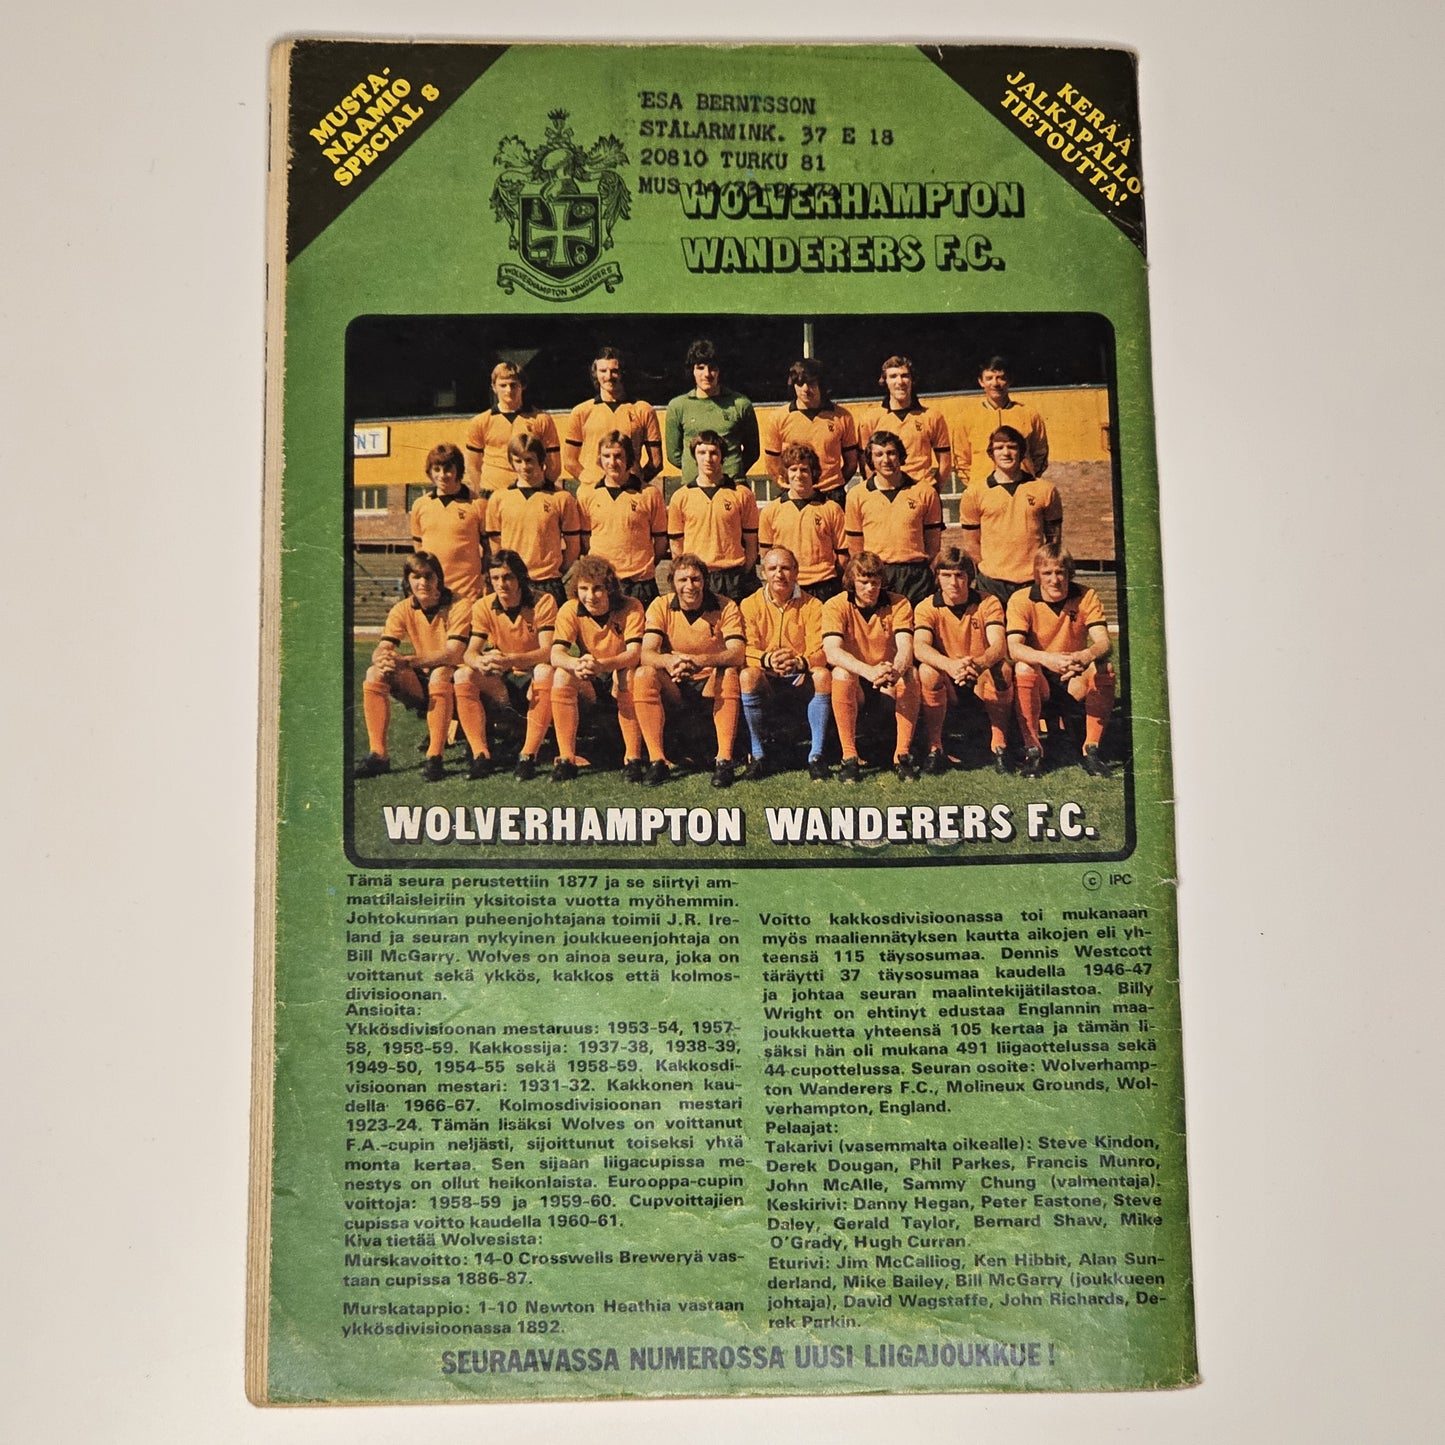 MUSTA-
NAAMIO
SPECIAL 8
KERÄÄ
JALKAPALLO
TIETOUTTA!
ESA BERNTSSON
STÅLARMINK. 37 E 18
20810 TURKU 81
MUS
WOLVERHAMPTON
WANDERERS F.C.
WOLVERHAMPTON WANDERERS
NT
WOLVERHAMPTON WANDERERS F.C.
© IPC
Tämä seura perustettiin 1877 ja se siirtyi am-
mattilaisleiriin yksitoista vuotta myöhemmin.
Johtokunnan puheenjohtajana toimii J.R. Ire-
land ja seuran nykyinen joukkueenjohtaja on
Bill McGarry. Wolves on ainoa seura, joka on
voittanut sekä ykkös, kakkos että kolmos-
divisioonan.
Ansioita:
Ykkösdivisioonan mestaruus: 1953-54, 1957-
58, 1958-59. Kakkossija: 1937-38, 1938-39,
1949-50, 1954-55 sekä 1958-59. Kakkosdi-
visioonan mestari: 1931-32. Kakkonen kau-
della 1966-67. Kolmosdivisioonan mestari
1923-24. Tämän lisäksi Wolves on voittanut
F.A.-cupin neljästi, sijoittunut toiseksi yhtä
monta kertaa. Sen sijaan liigacupissa me-
nestys on ollut heikonlaista. Eurooppa-cupin
voittoja: 1958-59 ja 1959-60. Cupvoittajien
cupissa voitto kaudella 1960-61.
Kiva tietää Wolvesista:
Murskavoitto: 14-0 Crosswells Breweryä vas-
taan cupissa 1886-87.
Murskatappio: 1-10 Newton Heathia vastaan
ykkösdivisioonassa 1892.
Voitto kakkosdivisioonassa toi mukanaan
myös maaliennätyksen kautta aikojen eli yh-
teensä 115 täysosumaa. Dennis Westcott
täräytti 37 täysosumaa kaudella 1946-47
ja johtaa seuran maalintekijätilastoa. Billy
Wright on ehtinyt edustaa Englannin maa-
joukkuetta yhteensä 105 kertaa ja tämän li-
säksi hän oli mukana 491 liigaottelussa sekä
44 cupottelussa. Seuran osoite: Wolverhamp-
ton Wanderers F.C., Molineux Grounds, Wol-
verhampton, England.
Pelaajat:
Takarivi (vasemmalta oikealle): Steve Kindon,
Derek Dougan, Phil Parkes, Francis Munro,
John McAlle, Sammy Chung (valmentaja).
Keskirivi: Danny Hegan, Peter Eastone, Steve
Daley, Gerald Taylor, Bernard Shaw, Mike
O'Grady, Hugh Curran.
Eturivi: Jim McCalliog, Ken Hibbit, Alan Sun-
derland, Mike Bailey, Bill McGarry (joukkueen
johtaja), David Wagstaffe, John Richards, De-
rek Parkin.
SEURAAVASSA NUMEROSSA UUSI LIIGAJOUKKUE!